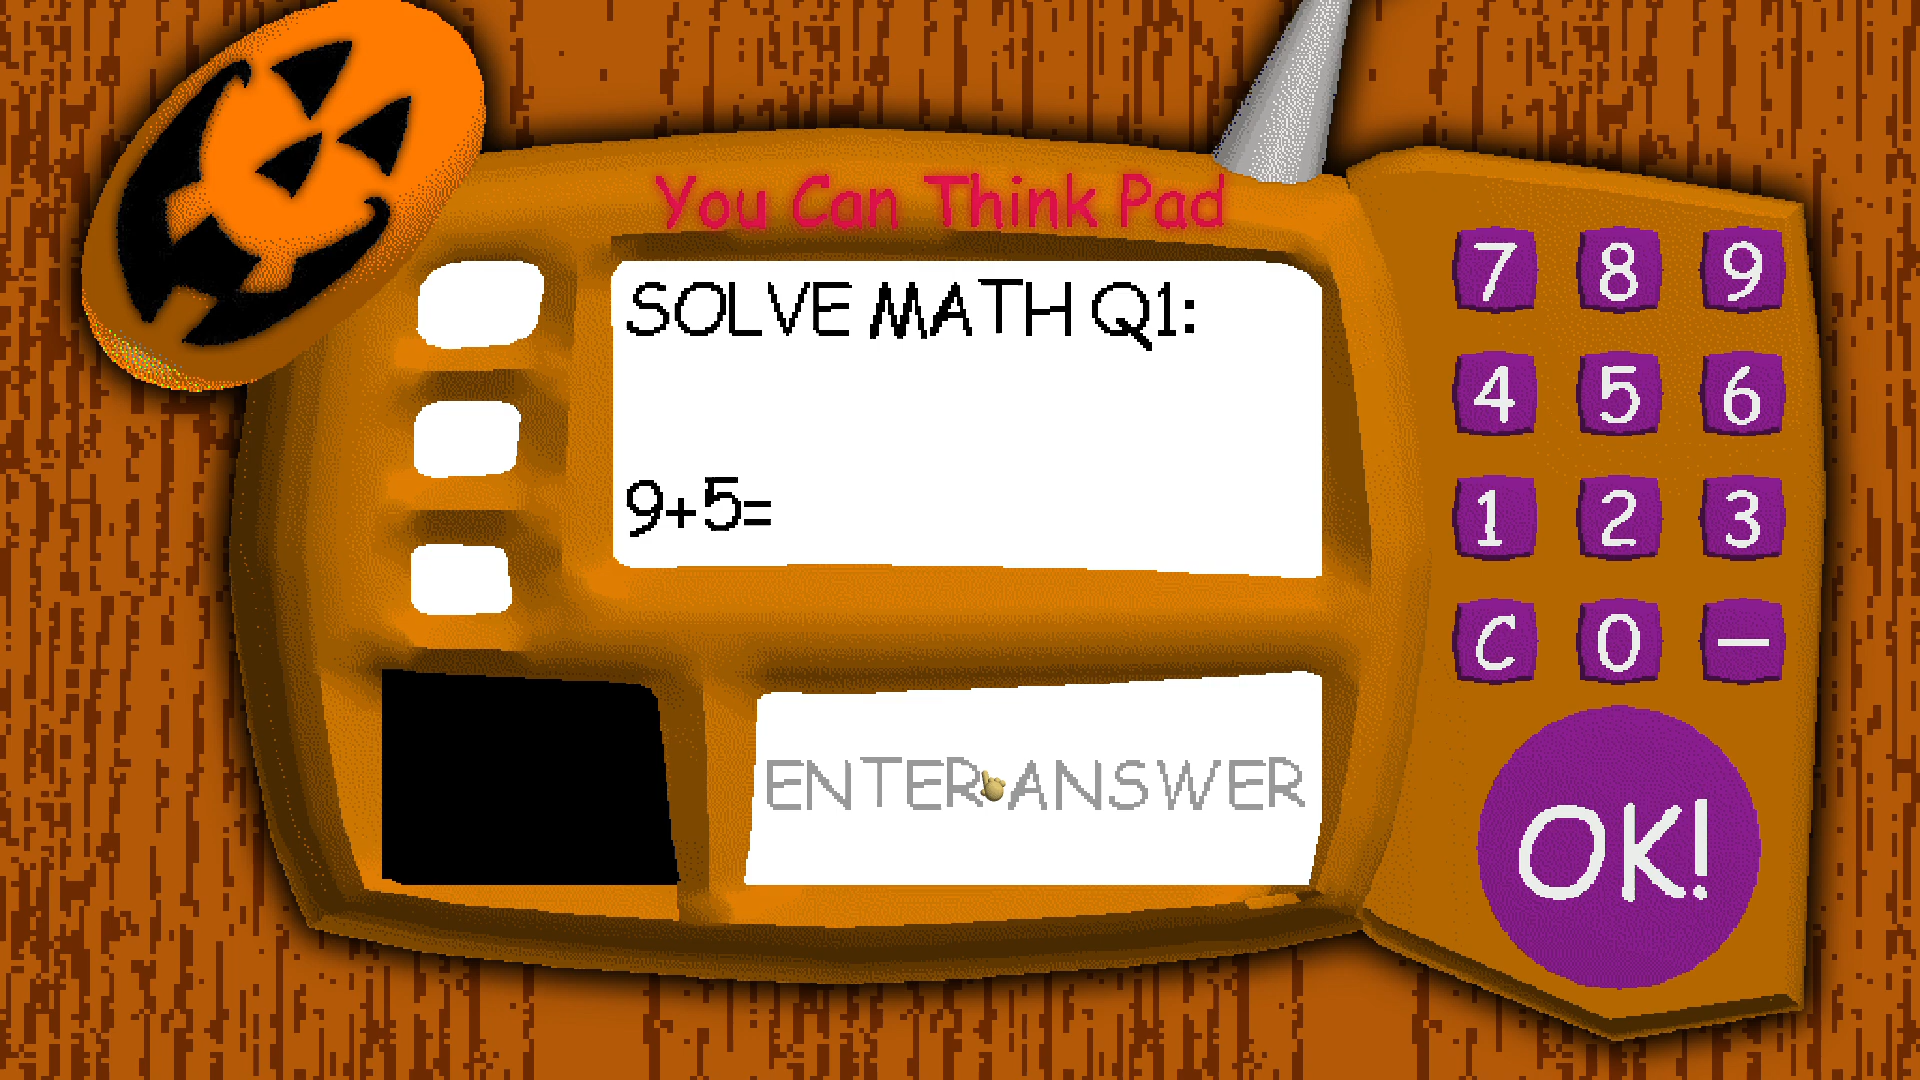 You Can Think Pad
SOLVE MATH Q1:
9+5=
ENTER ANSWER
7 8 9
4 5 6
1 2 3
C 0 −
OK!